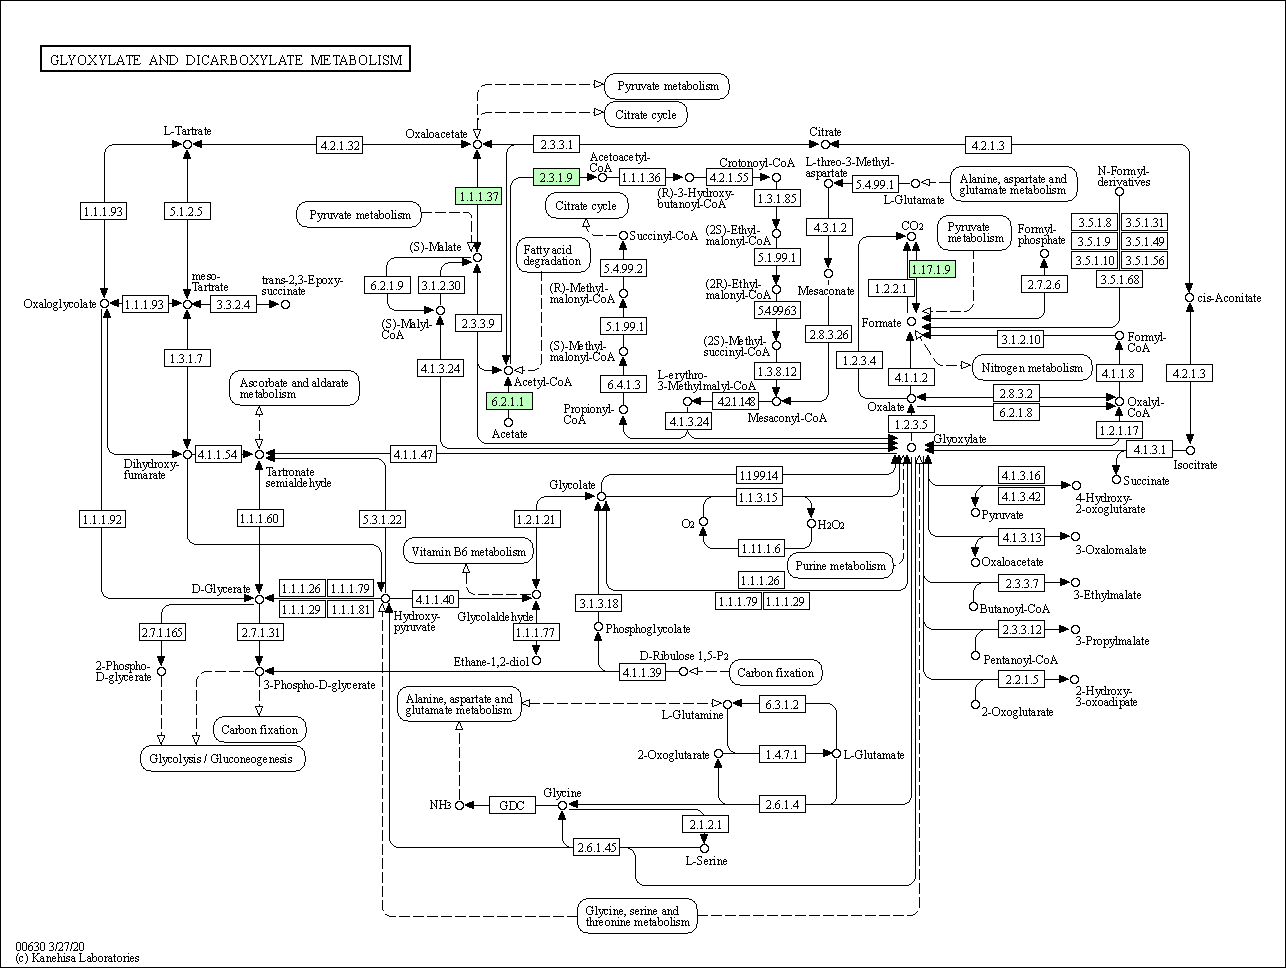 GLYOXYLATE AND DICARBOXYLATE METABOLISM
Pyruvate metabolism
Citrate cycle
L-Tartrate
Oxaloacetate
Citrate
4.2.1.32
2.3.3.1
4.2.1.3
Acetoacetyl-
CoA
Crotonoyl-CoA
L-threo-3-Methyl-
aspartate
2.3.1.9
1.1.1.36
4.2.1.55
5.4.99.1
L-Glutamate
Alanine, aspartate and
glutamate metabolism
N-Formyl-
derivatives
(R)-3-Hydroxy-
butanoyl-CoA
1.1.1.37
1.3.1.85
1.1.1.93
5.1.2.5
Pyruvate metabolism
Citrate cycle
4.3.1.2
CO2
Pyruvate
metabolism
Formyl-
phosphate
3.5.1.8
3.5.1.31
3.5.1.9
3.5.1.49
3.5.1.10
3.5.1.56
3.5.1.68
(S)-Malate
Fatty acid
degradation
Succinyl-CoA
(2S)-Ethyl-
malonyl-CoA
5.4.99.2
5.1.99.1
1.17.1.9
1.2.2.1
2.7.2.6
meso-
Tartrate
trans-2,3-Epoxy-
succinate
6.2.1.9
3.1.2.30
(R)-Methyl-
malonyl-CoA
(2R)-Ethyl-
malonyl-CoA
Mesaconate
Oxaloglycolate
1.1.1.93
3.3.2.4
cis-Aconitate
(S)-Malyl-
CoA
2.3.3.9
5.1.99.1
5.4.99.63
2.8.3.26
Formate
3.1.2.10
Formyl-
CoA
1.3.1.7
4.1.3.24
(S)-Methyl-
malonyl-CoA
(2S)-Methyl-
succinyl-CoA
1.2.3.4
Nitrogen metabolism
Acetyl-CoA
6.4.1.3
1.3.8.12
4.1.1.2
4.1.1.8
4.2.1.3
Ascorbate and aldarate
metabolism
L-erythro-
3-Methylmalyl-CoA
6.2.1.1
4.2.1.148
Mesaconyl-CoA
Oxalate
2.8.3.2
6.2.1.8
Oxalyl-
CoA
Acetate
Propionyl-
CoA
4.1.3.24
1.2.3.5
1.2.1.17
Glyoxylate
4.1.3.1
Isocitrate
Dihydroxy-
fumarate
4.1.1.54
Tartronate
semialdehyde
4.1.1.47
Succinate
Glycolate
1.1.99.14
1.1.3.15
O2
H2O2
1.11.1.6
4.1.3.16
4.1.3.42
4-Hydroxy-
2-oxoglutarate
Pyruvate
1.1.1.92
1.1.1.60
5.3.1.22
1.2.1.21
4.1.3.13
3-Oxalomalate
Oxaloacetate
Vitamin B6 metabolism
Purine metabolism
D-Glycerate
1.1.1.26
1.1.1.79
1.1.1.29
1.1.1.81
Hydroxy-
pyruvate
4.1.1.40
Glycolaldehyde
1.1.1.26
1.1.1.79
1.1.1.29
2.3.3.7
3-Ethylmalate
Butanoyl-CoA
3.1.3.18
2.7.1.165
2.7.1.31
1.1.1.77
Phosphoglycolate
2.3.3.12
3-Propylmalate
Pentanoyl-CoA
2-Phospho-
D-glycerate
3-Phospho-D-glycerate
Ethane-1,2-diol
4.1.1.39
D-Ribulose 1,5-P2
Carbon fixation
2.2.1.5
2-Hydroxy-
3-oxoadipate
2-Oxoglutarate
Carbon fixation
Glycolysis / Gluconeogenesis
Alanine, aspartate and
glutamate metabolism
L-Glutamine
6.3.1.2
2-Oxoglutarate
1.4.7.1
L-Glutamate
NH3
GDC
Glycine
2.6.1.4
2.1.2.1
2.6.1.45
L-Serine
Glycine, serine and
threonine metabolism
00630 3/27/20
(c) Kanehisa Laboratories